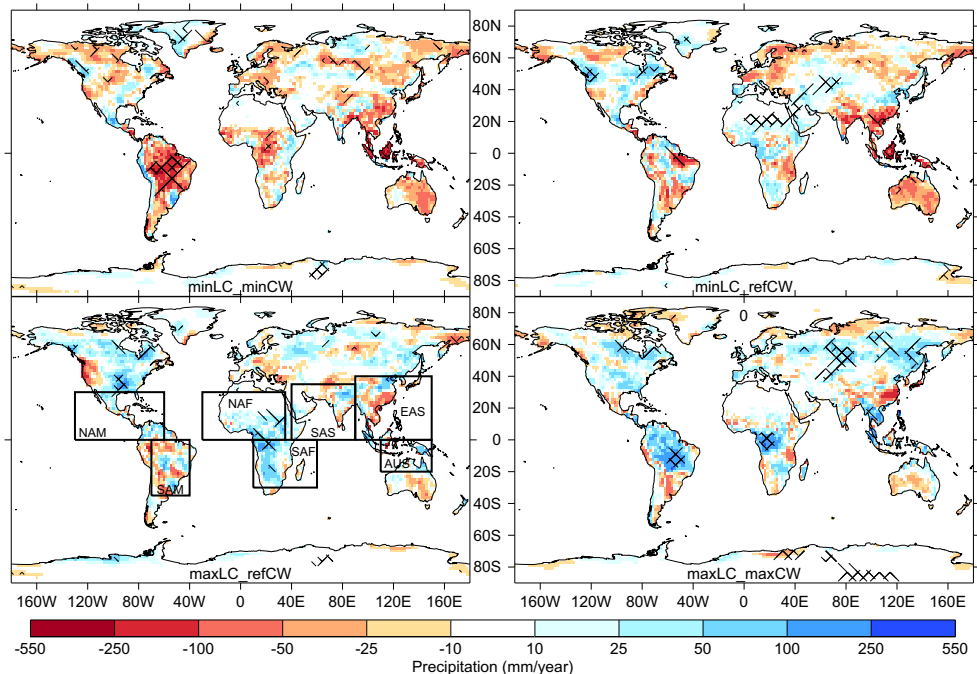 80N
60N
40N
20N
0
20S
40S
60S
80S
minLC_minCW
minLC_refCW
0
80N
60N
40N
20N
0
20S
40S
60S
80S
NAM
NAF
SAS
EAS
SAF
AUS
SAM
maxLC_refCW
maxLC_maxCW
160W 120W 80W 40W 0 40E 80E 120E 160E
160W 120W 80W 40W 0 40E 80E 120E 160E
-550 -250 -100 -50 -25 -10 10 25 50 100 250 550
Precipitation (mm/year)